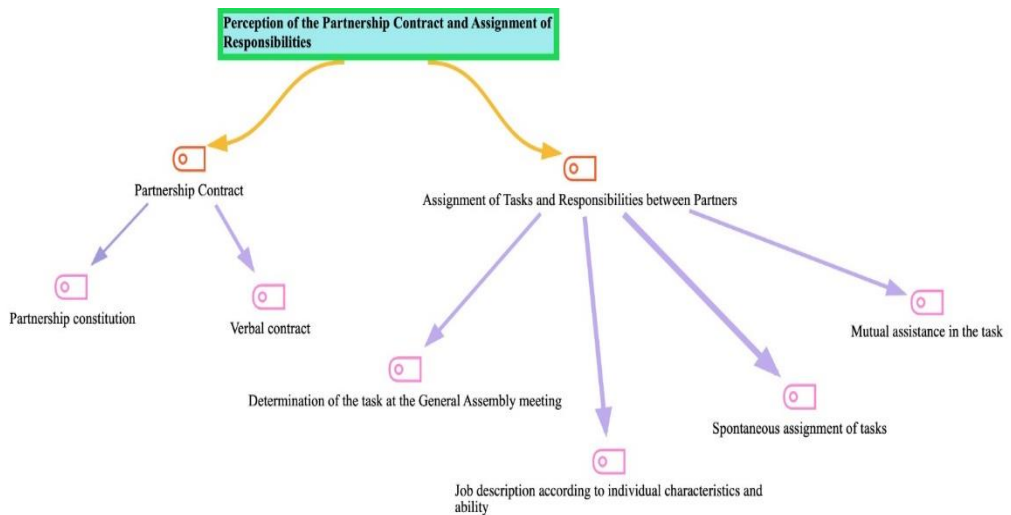 Perception of the Partnership Contract and Assignment of
Responsibilities
Partnership Contract
Assignment of Tasks and Responsibilities between Partners
Partnership constitution
Verbal contract
Mutual assistance in the task
Determination of the task at the General Assembly meeting
Spontaneous assignment of tasks
Job description according to individual characteristics and
ability